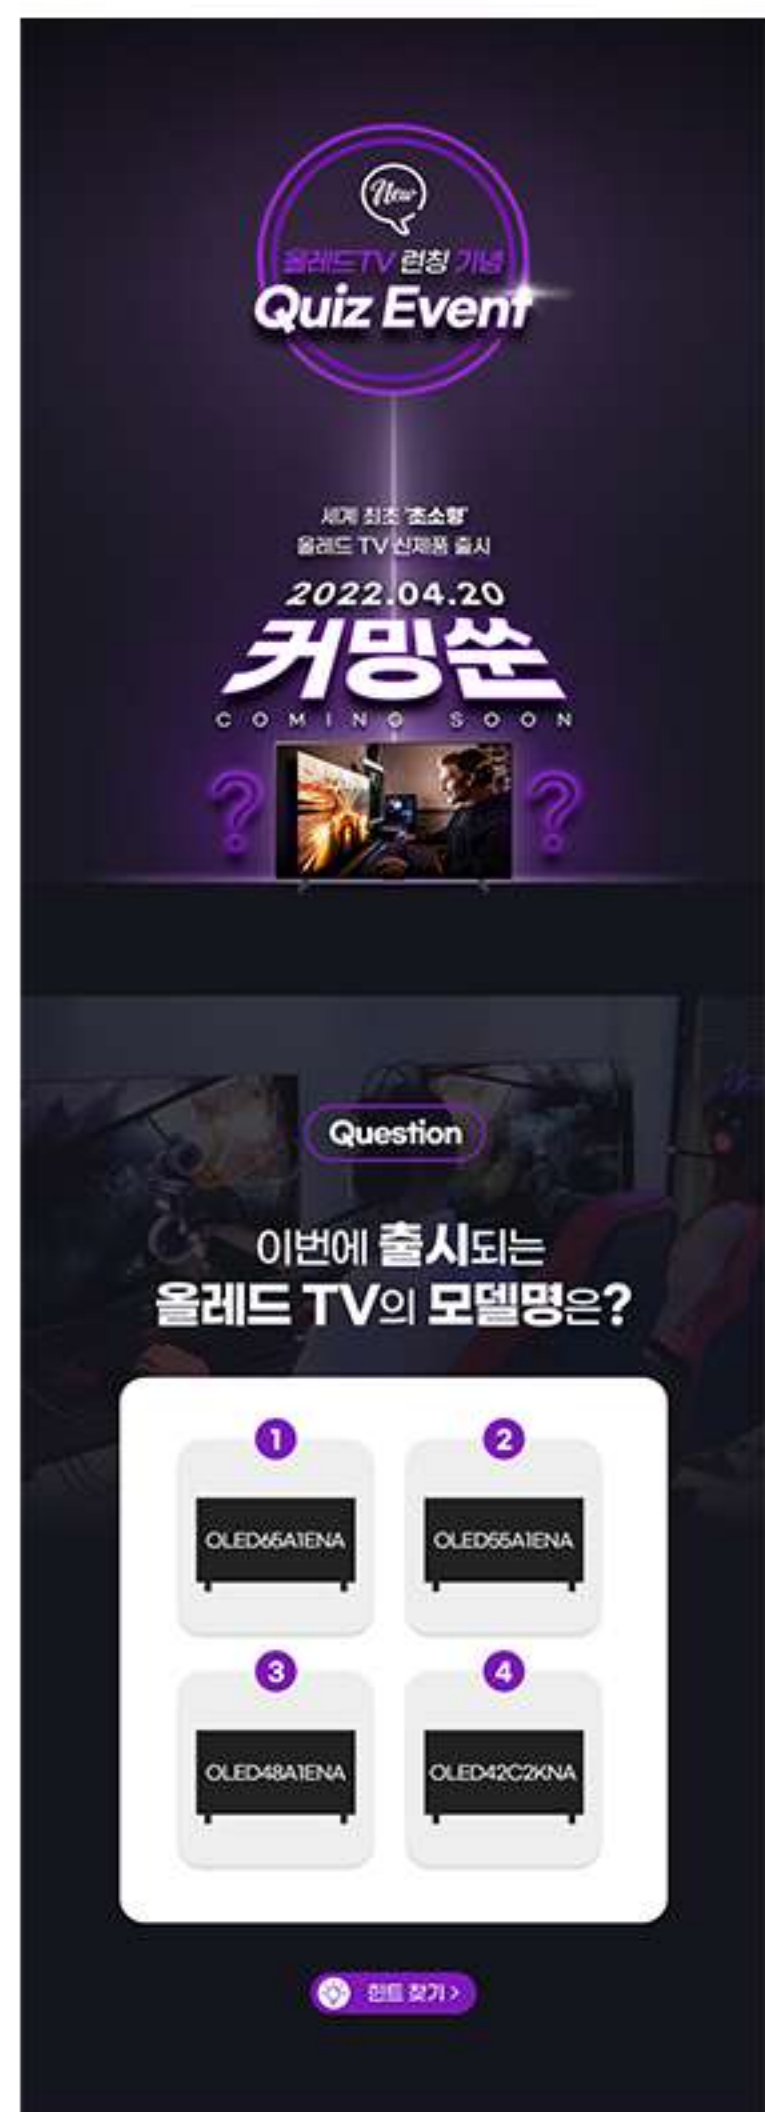 New
올레드TV 런칭 기념
Quiz Event
세계 최초 '초소형'
올레드 TV 신제품 출시
2022.04.20
커밍쑨
COMING SOON
?
?
Question
이번에 출시되는
올레드 TV의 모델명은?
1
2
OLED65A1ENA
OLED55A1ENA
3
4
OLED48A1ENA
OLED42C2KNA
힌트 찾기 >